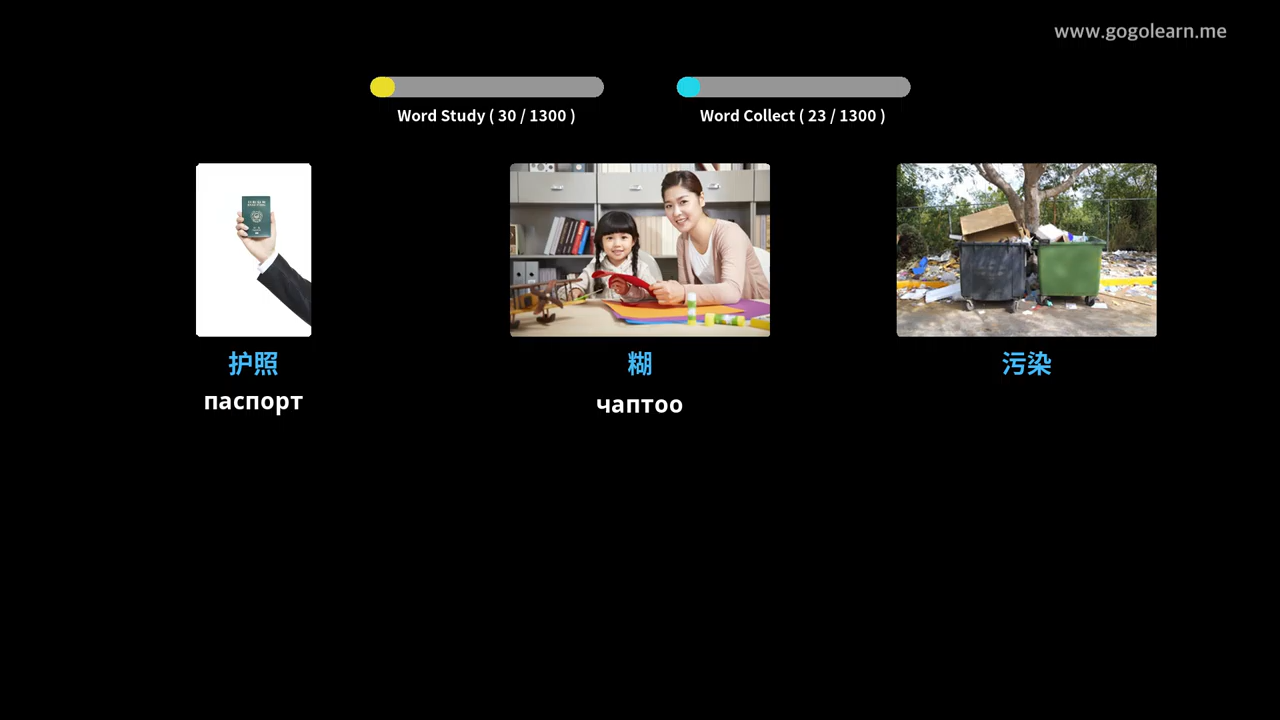 www.gogolearn.me
Word Study ( 30 / 1300 )
Word Collect ( 23 / 1300 )
护照
паспорт
糊
чаптоо
污染